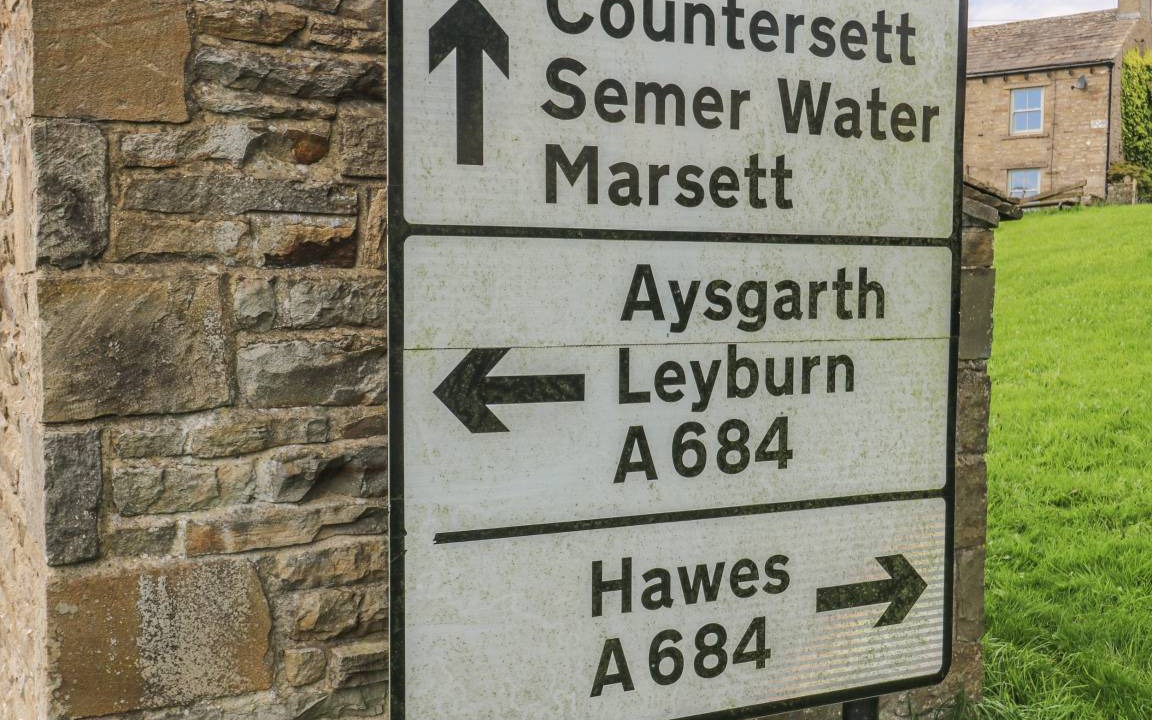 Countersett
Semer Water
Marsett
Aysgarth
Leyburn
A684
Hawes
A684